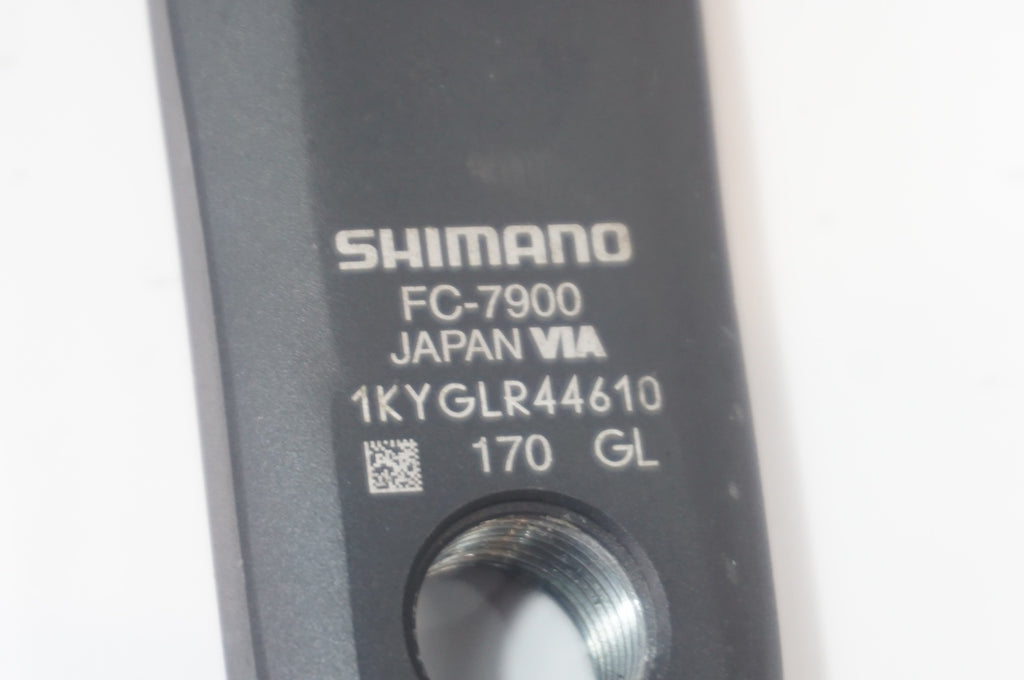 SHIMANO
FC-7900
JAPAN VIA
1KYGLR44610
170 GL